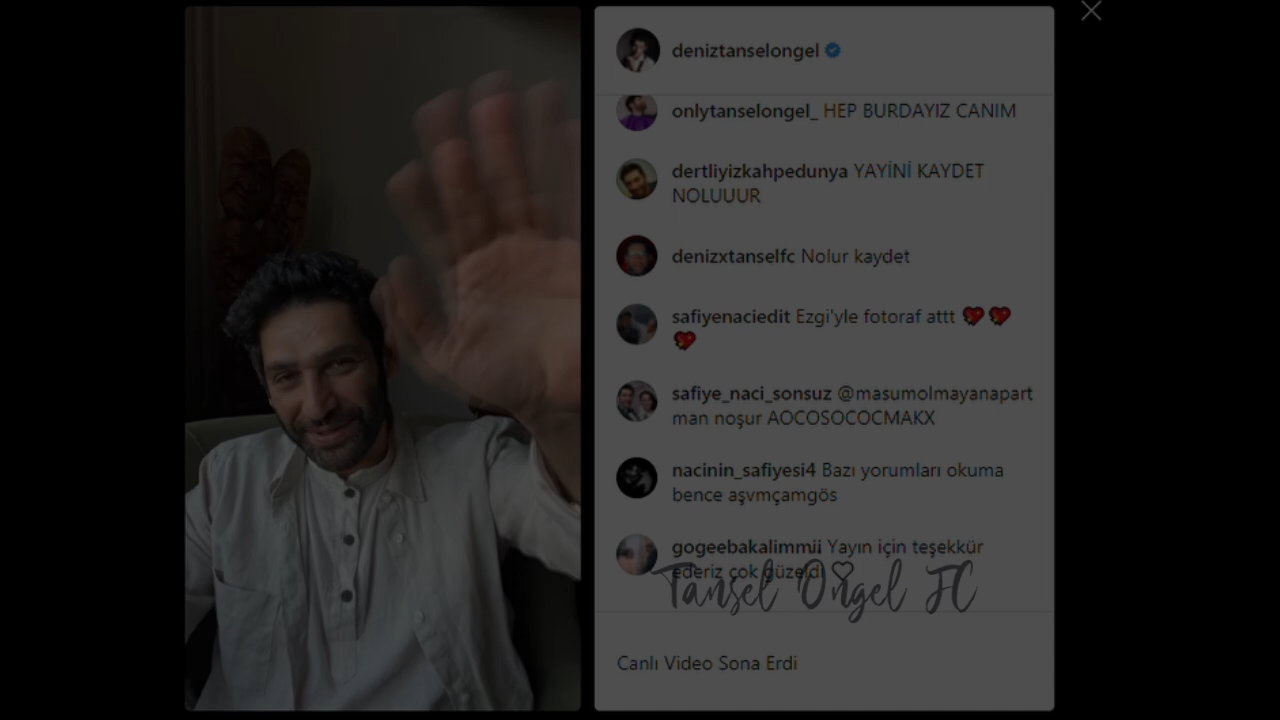 deniztanselongel
onlytanselongel_ HEP BURDAYIZ CANIM
dertliyizkahpedunya YAYİNİ KAYDET
NOLUUUR
denizxtanselfc Nolur kaydet
safiyenaciedit Ezgi'yle fotoraf attt 💘💘
💘
safiye_naci_sonsuz @masumolmayanapart
man noşur AOCOSOCOCMAKX
nacinin_safiyesi4 Bazı yorumları okuma
bence aşvmçamgös
gogeebakalimmii Yayın için teşekkür
ederiz çok güzeldi
Tansel Öngel FC
Canlı Video Sona Erdi